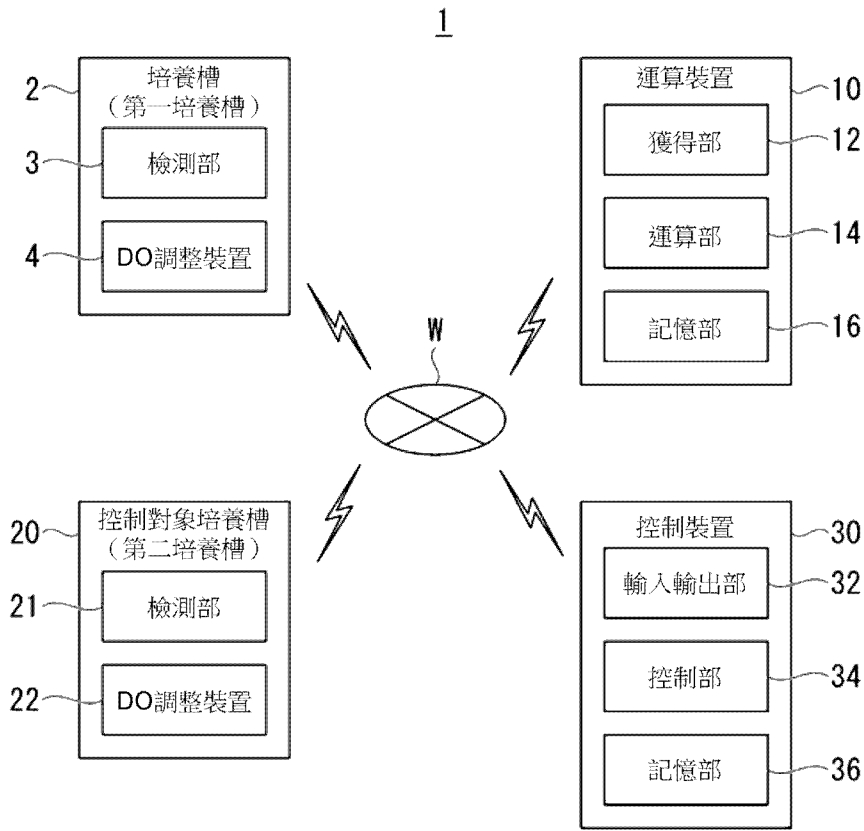 1
2
培養槽
(第一培養槽)
3
檢測部
4
DO調整裝置
運算裝置
10
獲得部
12
運算部
14
記憶部
16
W
20
控制對象培養槽
(第二培養槽)
21
檢測部
22
DO調整裝置
控制裝置
30
輸入輸出部
32
控制部
34
記憶部
36